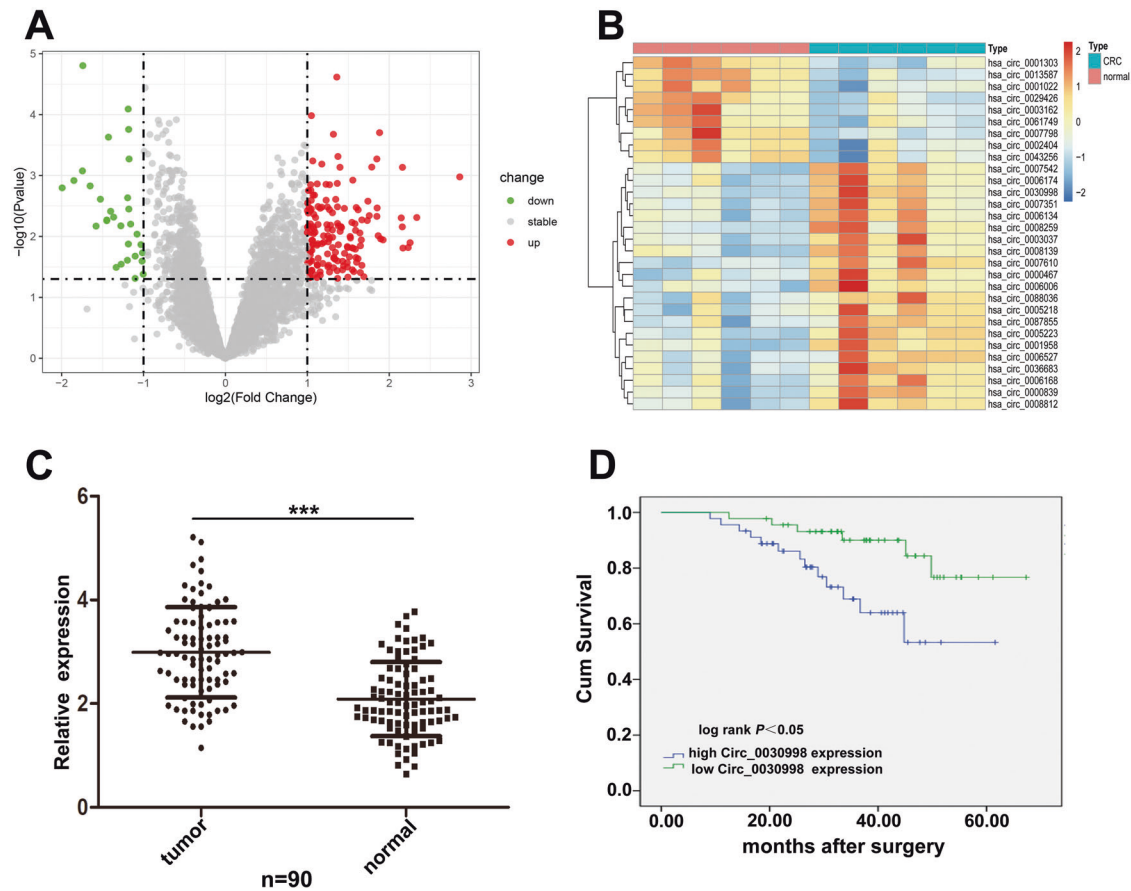 A
5
4
3
2
1
0
−log10(Pvalue)
−2
−1
0
1
2
3
log2(Fold Change)
change
down
stable
up
B
Type
hsa_circ_0001303
hsa_circ_0013587
hsa_circ_0001022
hsa_circ_0029426
hsa_circ_0003162
hsa_circ_0061749
hsa_circ_0007798
hsa_circ_0002404
hsa_circ_0043256
hsa_circ_0007542
hsa_circ_0006174
hsa_circ_0030998
hsa_circ_0007351
hsa_circ_0006134
hsa_circ_0008259
hsa_circ_0003037
hsa_circ_0008139
hsa_circ_0007610
hsa_circ_0000467
hsa_circ_0006006
hsa_circ_0088036
hsa_circ_0005218
hsa_circ_0087855
hsa_circ_0005223
hsa_circ_0001958
hsa_circ_0006527
hsa_circ_0036683
hsa_circ_0006168
hsa_circ_0000839
hsa_circ_0008812
2
1
0
−1
−2
Type
CRC
normal
C
6
4
2
0
Relative expression
***
tumor
normal
n=90
D
1.0
0.8
0.6
0.4
0.2
0.0
Cum Survival
log rank P<0.05
high Circ_0030998 expression
low Circ_0030998 expression
0.00
20.00
40.00
60.00
months after surgery